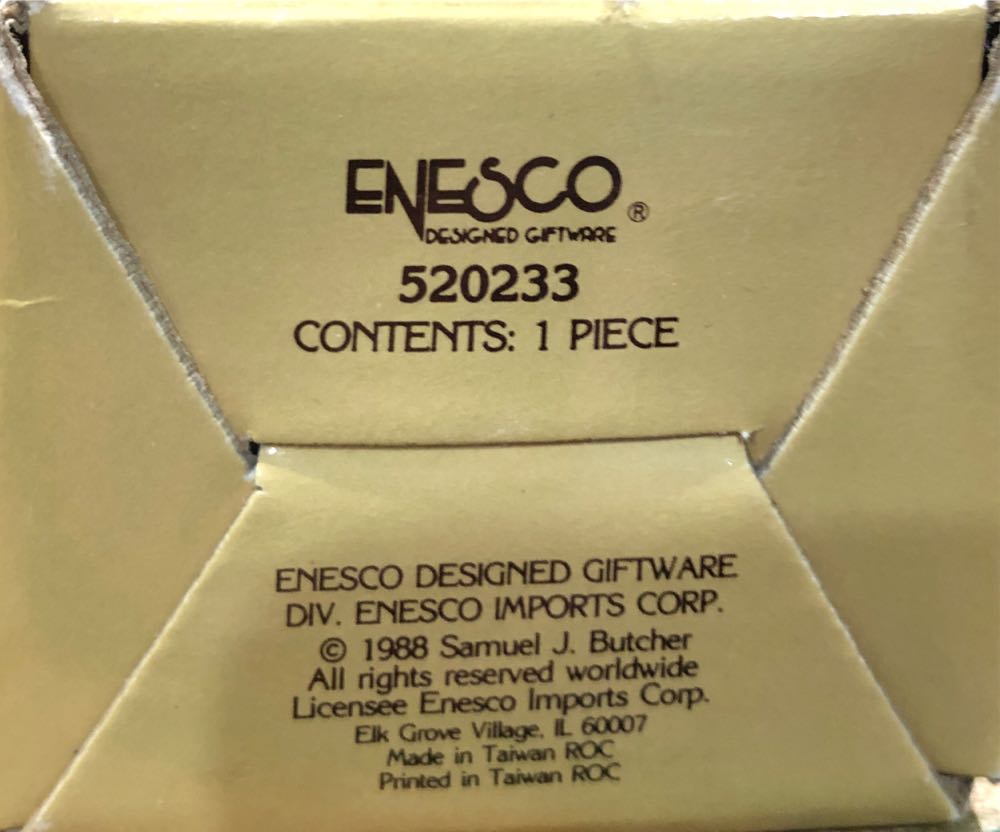 ENESCO ®
DESIGNED GIFTWARE
520233
CONTENTS: 1 PIECE
ENESCO DESIGNED GIFTWARE
DIV. ENESCO IMPORTS CORP.
© 1988 Samuel J. Butcher
All rights reserved worldwide
Licensee Enesco Imports Corp.
Elk Grove Village, IL 60007
Made in Taiwan ROC
Printed in Taiwan ROC